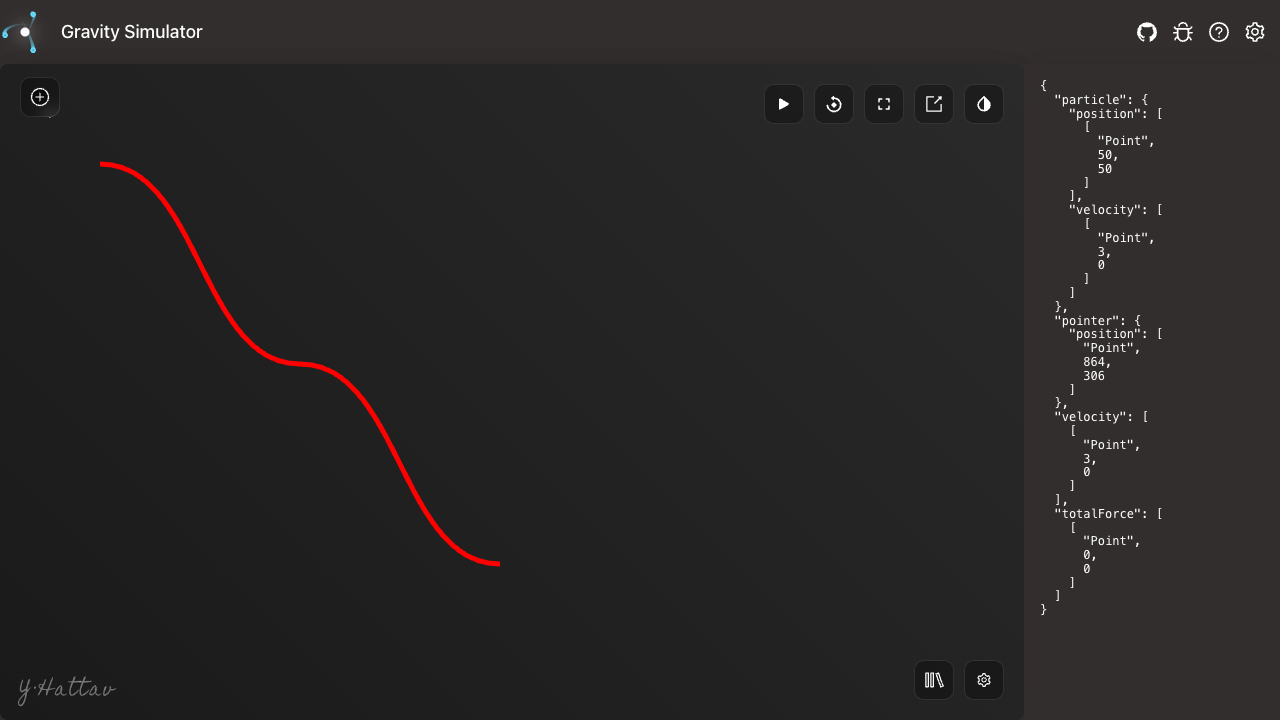 Gravity Simulator
{
"particle": {
"position": [
[
"Point",
50,
50
]
],
"velocity": [
[
"Point",
3,
0
]
]
},
"pointer": {
"position": [
"Point",
864,
306
]
},
"velocity": [
[
"Point",
3,
0
]
],
"totalForce": [
[
"Point",
0,
0
]
]
}
y.Hattav